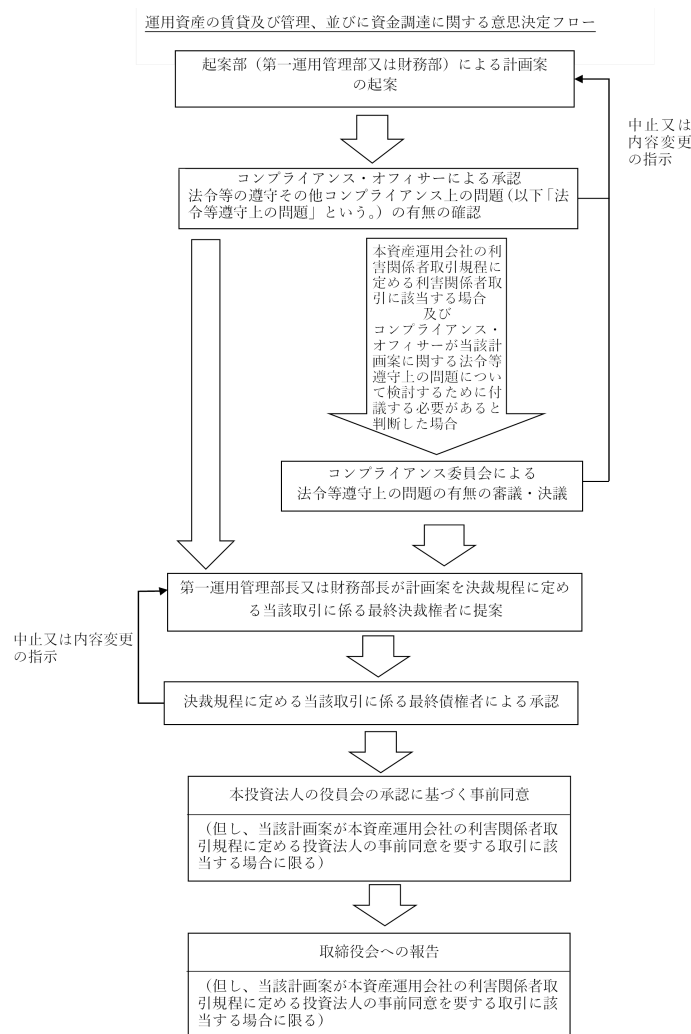 運用資産の賃貸及び管理、並びに資金調達に関する意思決定フロー
起案部（第一運用管理部又は財務部）による計画案
の起案
中止又は
内容変更
の指示
コンプライアンス・オフィサーによる承認
法令等の遵守その他コンプライアンス上の問題（以下「法
令等遵守上の問題」という。）の有無の確認
本資産運用会社の利
害関係者取引規程に
定める利害関係者取
引に該当する場合
及び
コンプライアンス・
オフィサーが当該計
画案に関する法令等
遵守上の問題につい
て検討するために付
議する必要があると
判断した場合
コンプライアンス委員会による
法令等遵守上の問題の有無の審議・決議
第一運用管理部長又は財務部長が計画案を決裁規程に定め
る当該取引に係る最終決裁権者に提案
中止又は内容変更
の指示
決裁規程に定める当該取引に係る最終債権者による承認
本投資法人の役員会の承認に基づく事前同意
（但し、当該計画案が本資産運用会社の利害関係者取
引規程に定める投資法人の事前同意を要する取引に該
当する場合に限る）
取締役会への報告
（但し、当該計画案が本資産運用会社の利害関係者取
引規程に定める投資法人の事前同意を要する取引に該
当する場合に限る）